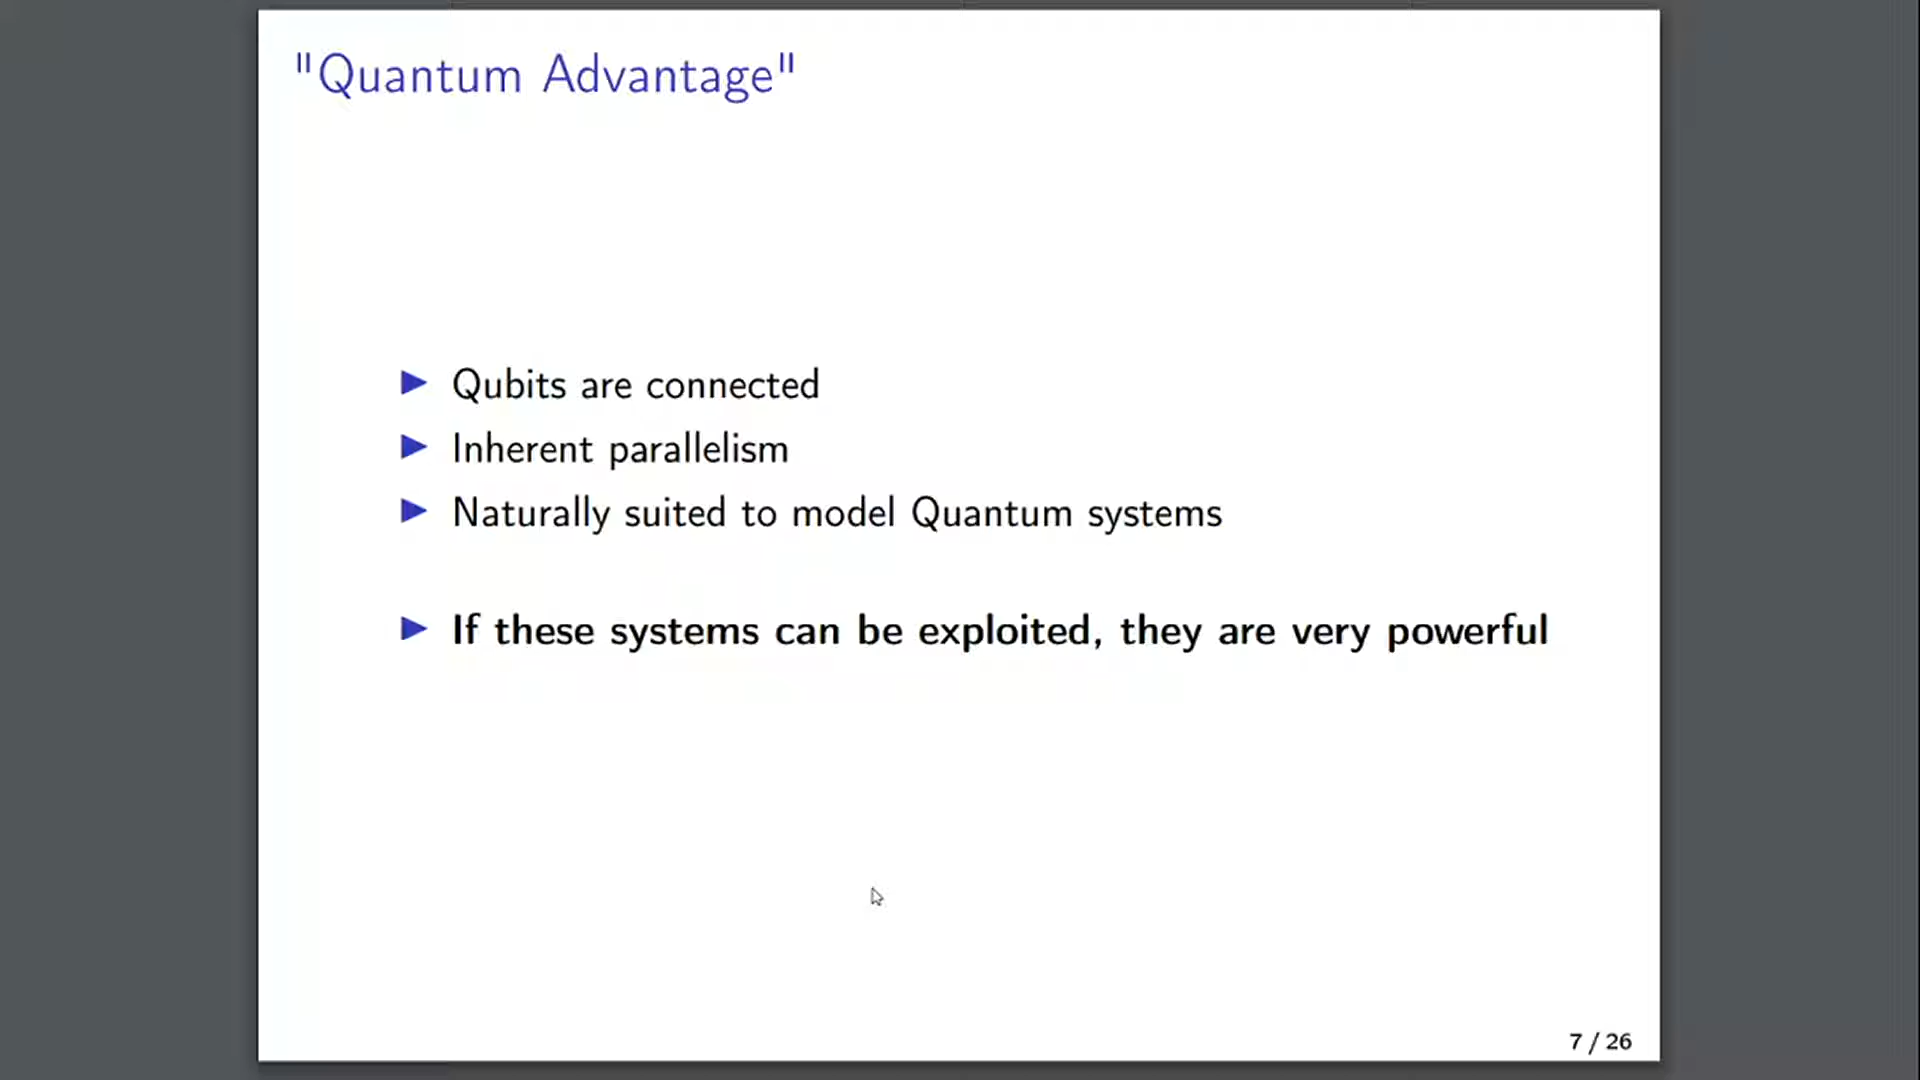 "Quantum Advantage"
▶ Qubits are connected
▶ Inherent parallelism
▶ Naturally suited to model Quantum systems
▶ If these systems can be exploited, they are very powerful
7 / 26